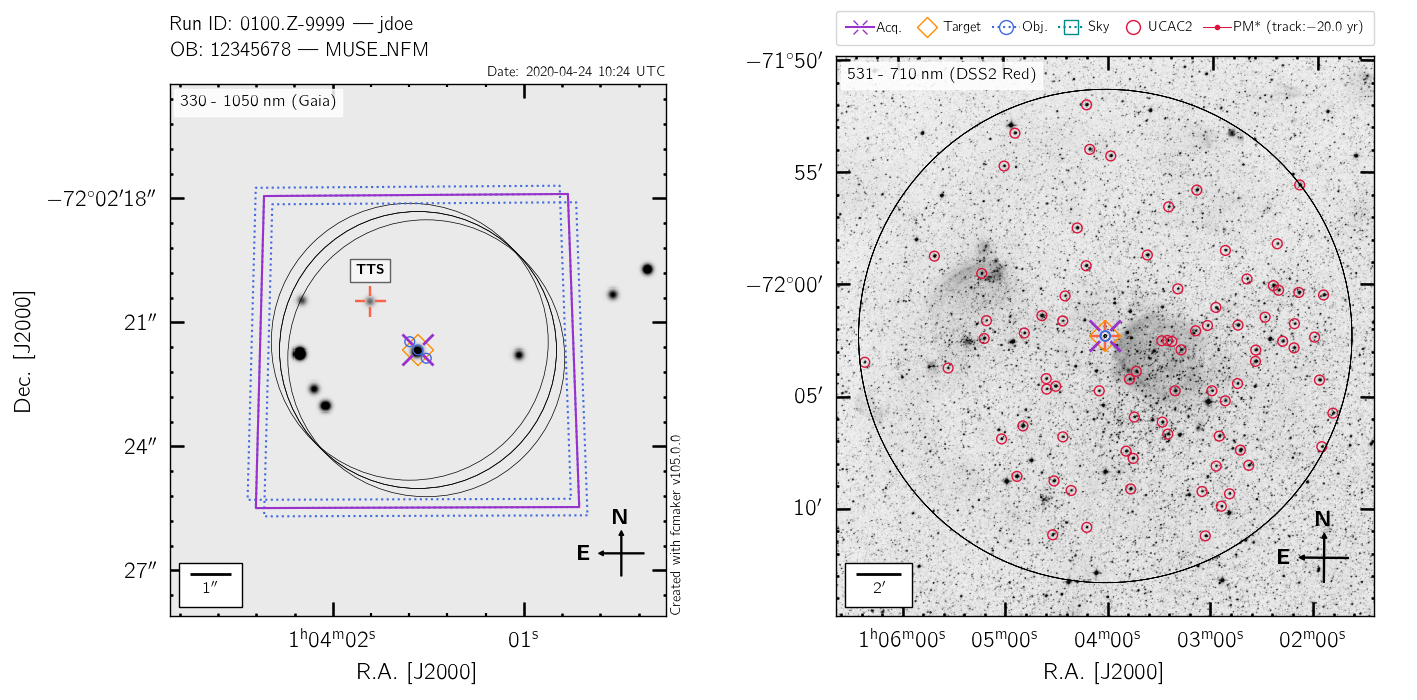 Run ID: 0100.Z-9999 — jdoe
OB: 12345678 — MUSE_NFM
Date: 2020-04-24 10:24 UTC
330 - 1050 nm (Gaia)
TTS
−72°02′18″
21″
24″
27″
Dec. [J2000]
N
E
1″
1h04m02s
01s
R.A. [J2000]
Created with fcmaker v105.0.0
Acq.
Target
Obj.
Sky
UCAC2
PM* (track:−20.0 yr)
531 - 710 nm (DSS2 Red)
−71°50′
55′
−72°00′
05′
10′
N
E
2′
1h06m00s
05m00s
04m00s
03m00s
02m00s
R.A. [J2000]